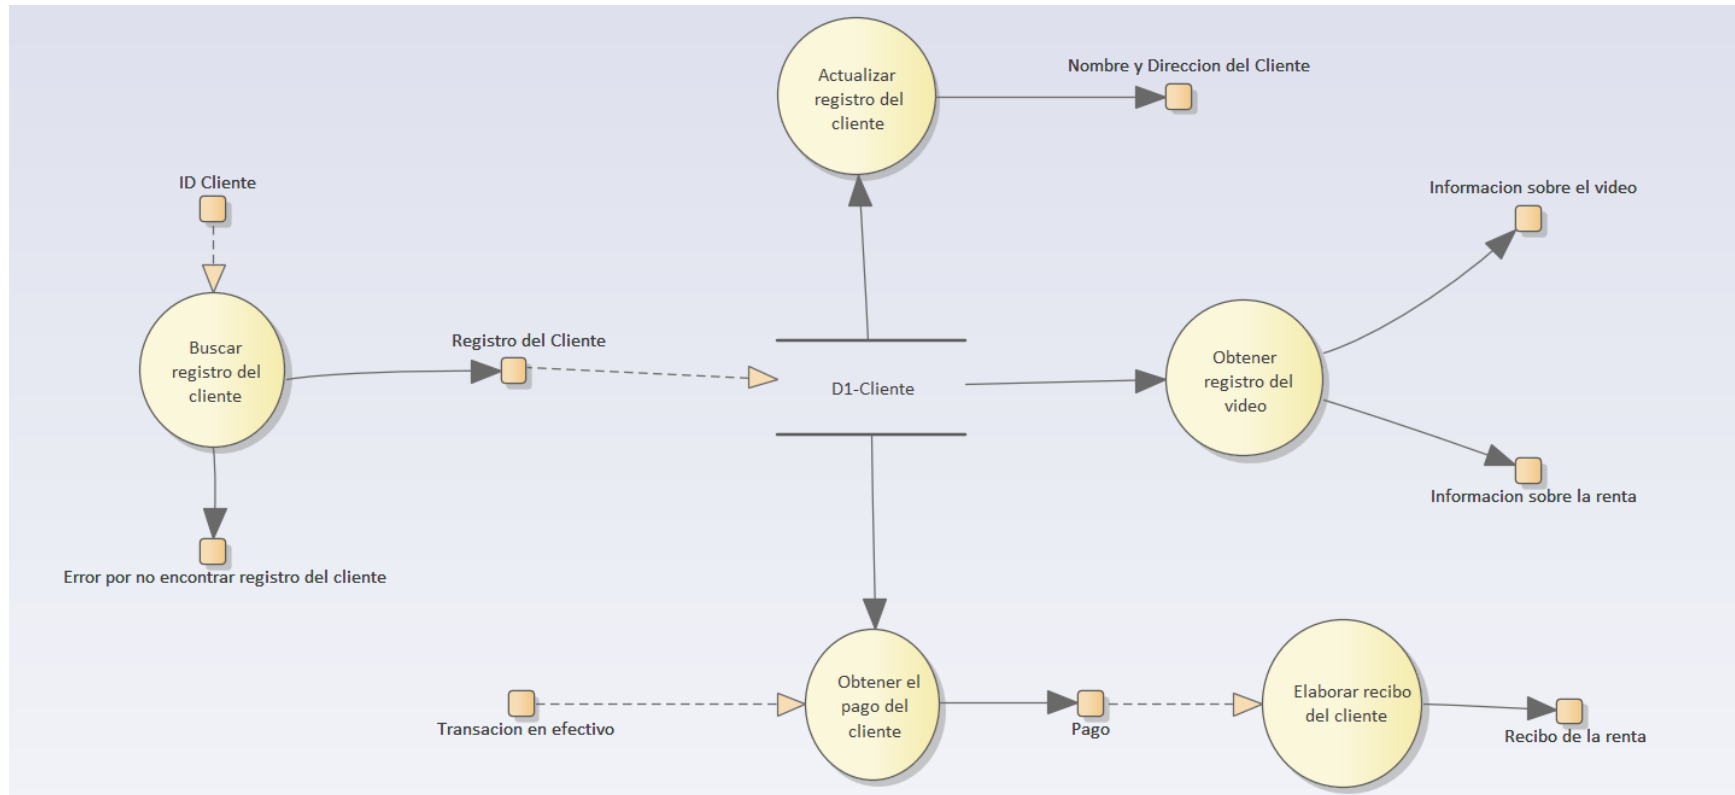 Actualizar
registro del
cliente
Nombre y Direccion del Cliente
ID Cliente
Informacion sobre el video
Buscar
registro del
cliente
Registro del Cliente
D1-Cliente
Obtener
registro del
video
Informacion sobre la renta
Error por no encontrar registro del cliente
Transacion en efectivo
Obtener el
pago del
cliente
Pago
Elaborar recibo
del cliente
Recibo de la renta